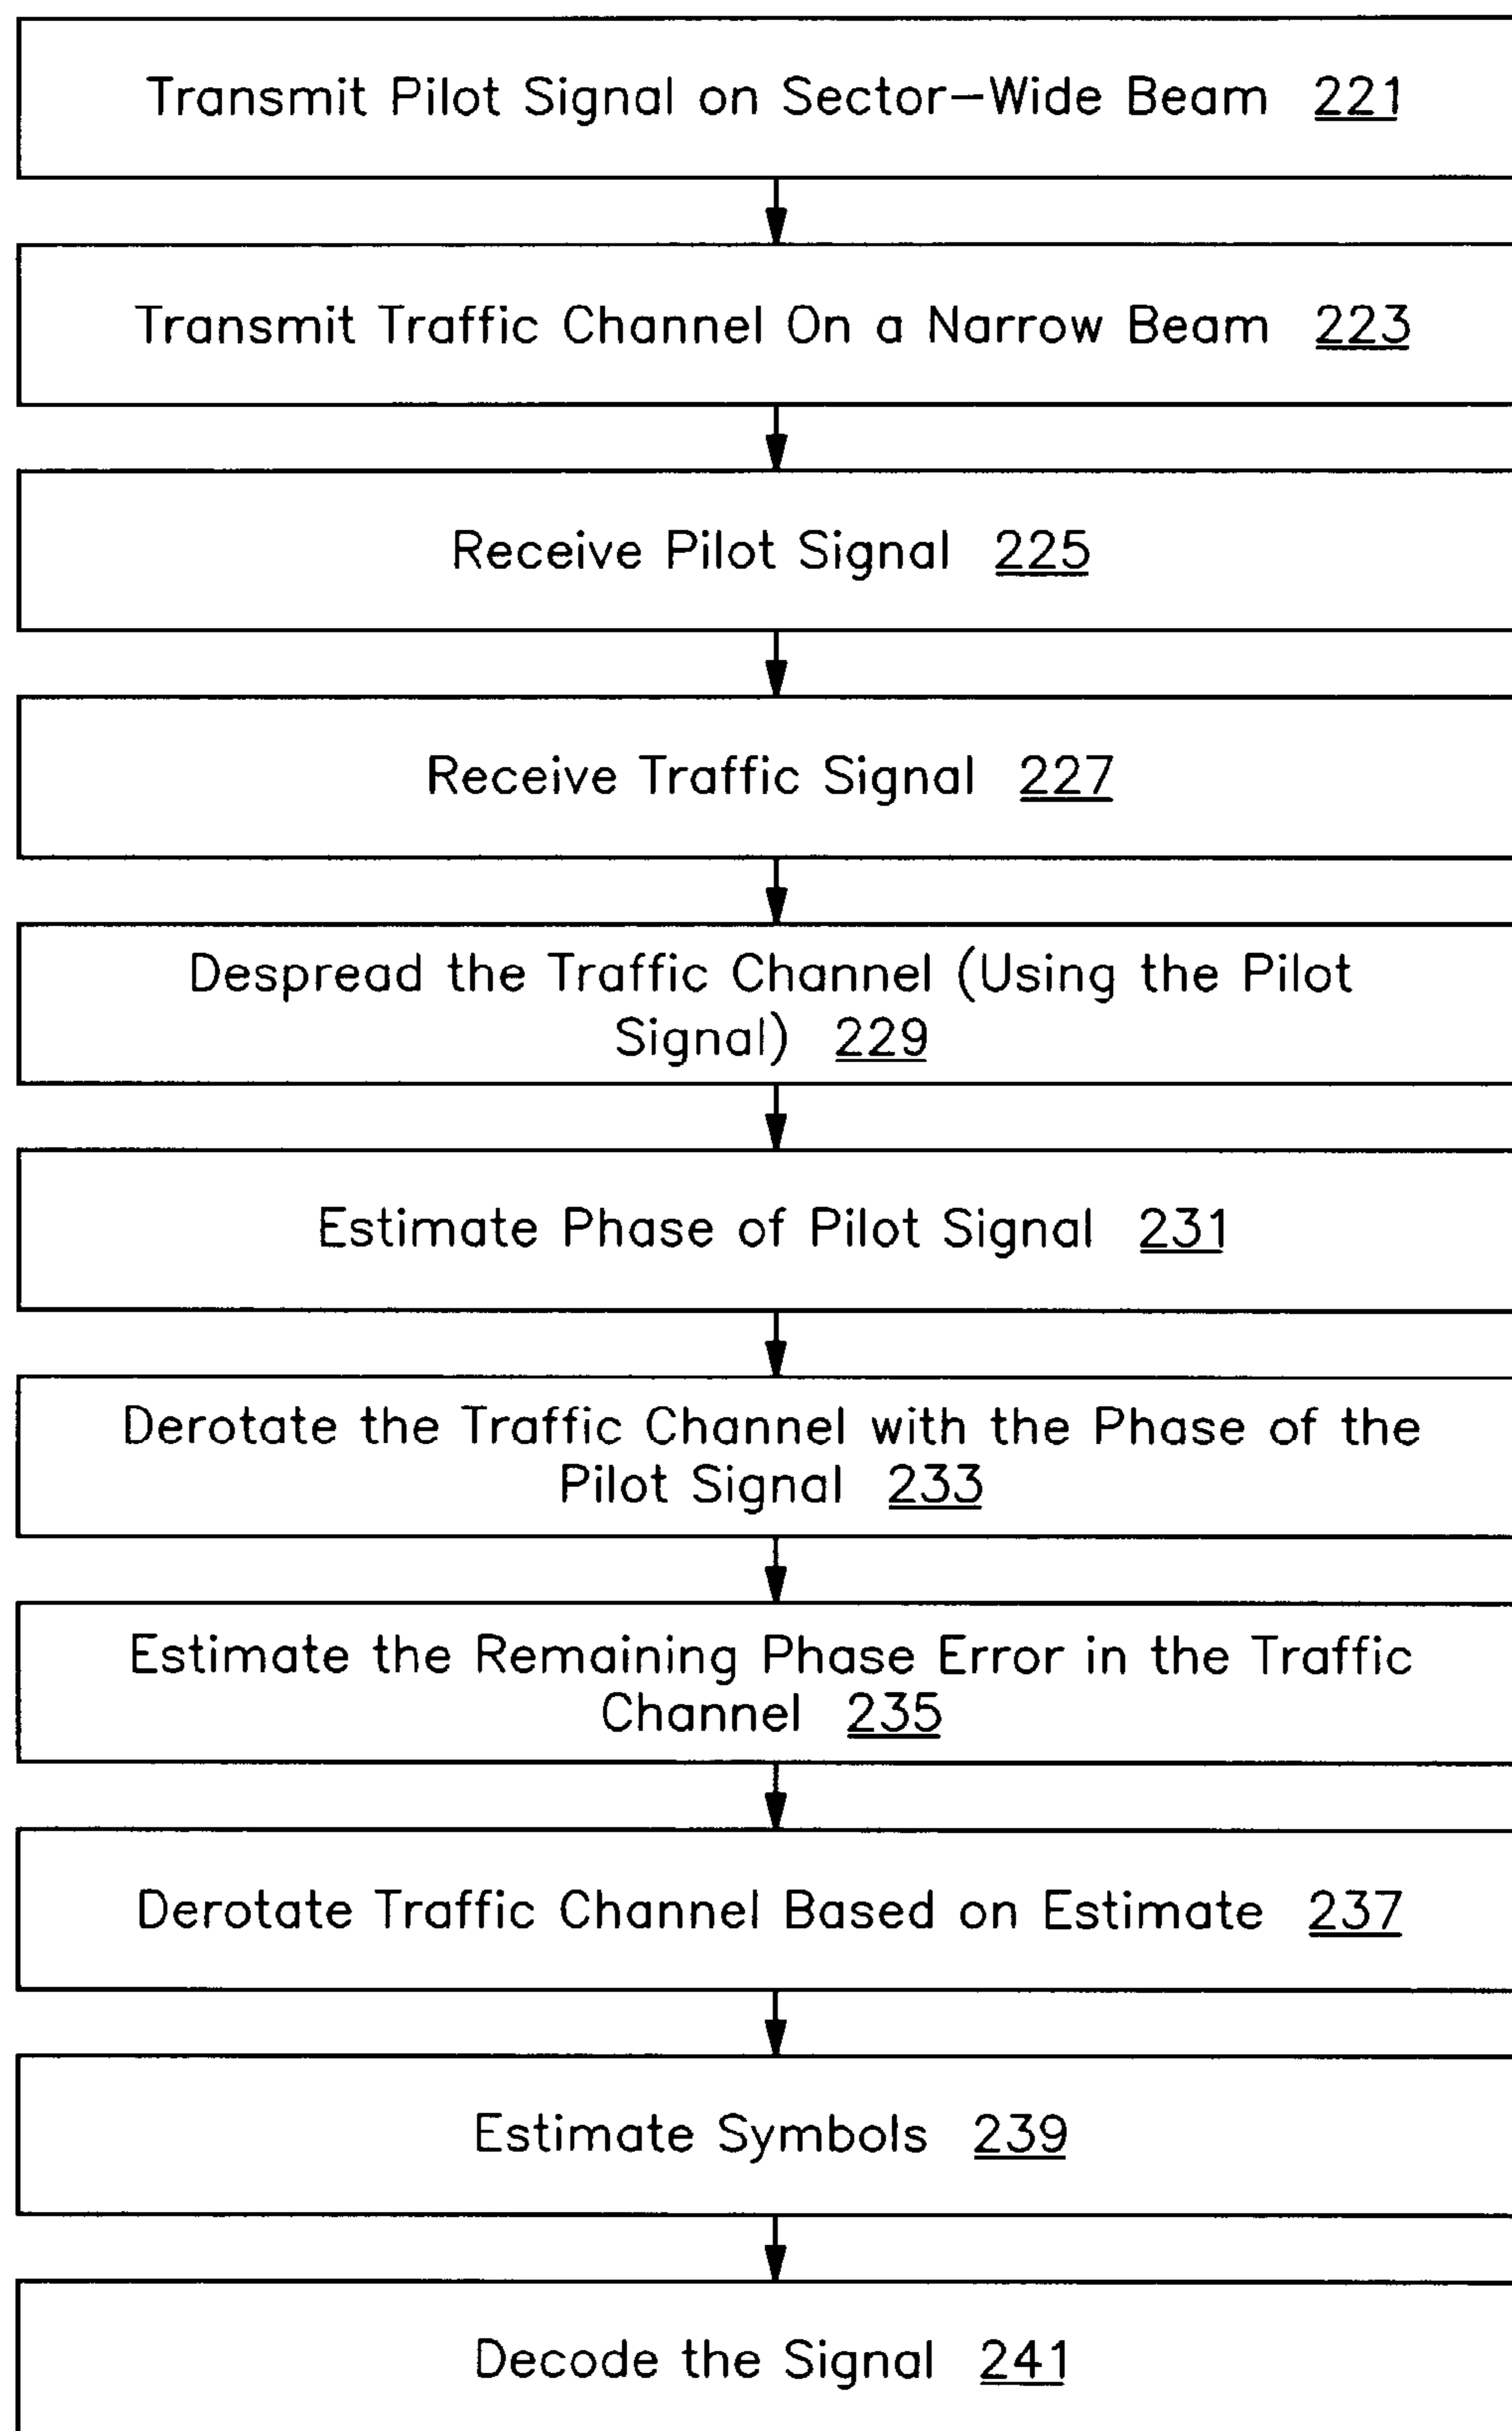 Transmit Pilot Signal on Sector-Wide Beam 221
Transmit Traffic Channel On a Narrow Beam 223
Receive Pilot Signal 225
Receive Traffic Signal 227
Despread the Traffic Channel (Using the Pilot
Signal) 229
Estimate Phase of Pilot Signal 231
Derotate the Traffic Channel with the Phase of the
Pilot Signal 233
Estimate the Remaining Phase Error in the Traffic
Channel 235
Derotate Traffic Channel Based on Estimate 237
Estimate Symbols 239
Decode the Signal 241